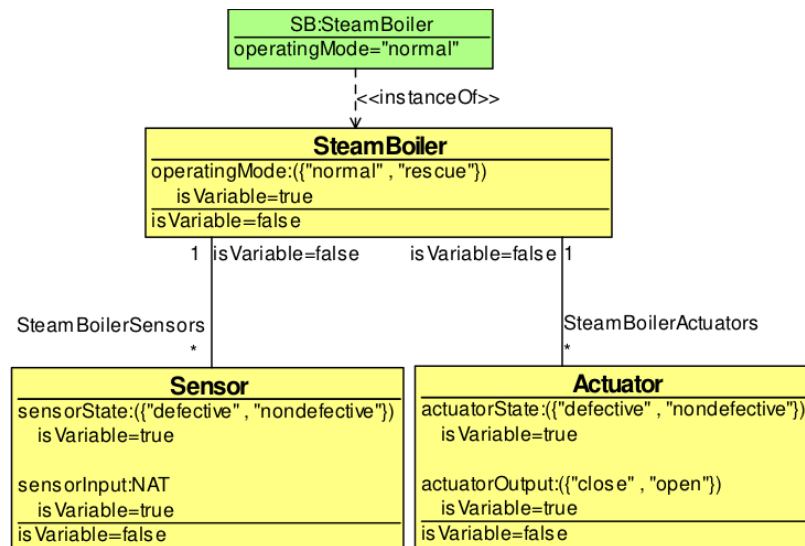 SB:SteamBoiler
operatingMode="normal"
<<instanceOf>>
SteamBoiler
operatingMode:({"normal" , "rescue"})
isVariable=true
isVariable=false
1 isVariable=false
isVariable=false 1
SteamBoilerSensors
*
SteamBoilerActuators
*
Sensor
sensorState:({"defective" , "nondefective"})
isVariable=true
sensorInput:NAT
isVariable=true
isVariable=false
Actuator
actuatorState:({"defective" , "nondefective"})
isVariable=true
actuatorOutput:({"close" , "open"})
isVariable=true
isVariable=false